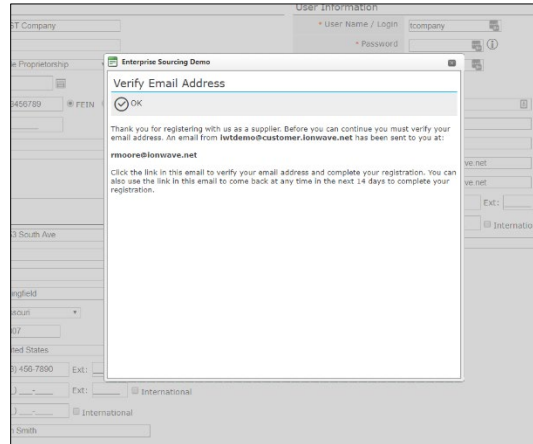 User Information
ST Company
* User Name / Login
tcompany
* Password
e Proprietorship
0456789
FEIN
Enterprise Sourcing Demo
Verify Email Address
OK
Thank you for registering with us as a supplier. Before you can continue you must verify your
email address. An email from iwtdemo@customer.ionwave.net has been sent to you at:
rmoore@ionwave.net
Click the link in this email to verify your email address and complete your registration. You can
also use the link in this email to come back at any time in the next 14 days to complete your
registration.
ve.net
ve.net
Ext:
Internatio
3 South Ave
ingfield
souri
07
ted States
) 456-7890
Ext:
Ext:
International
International
Smith